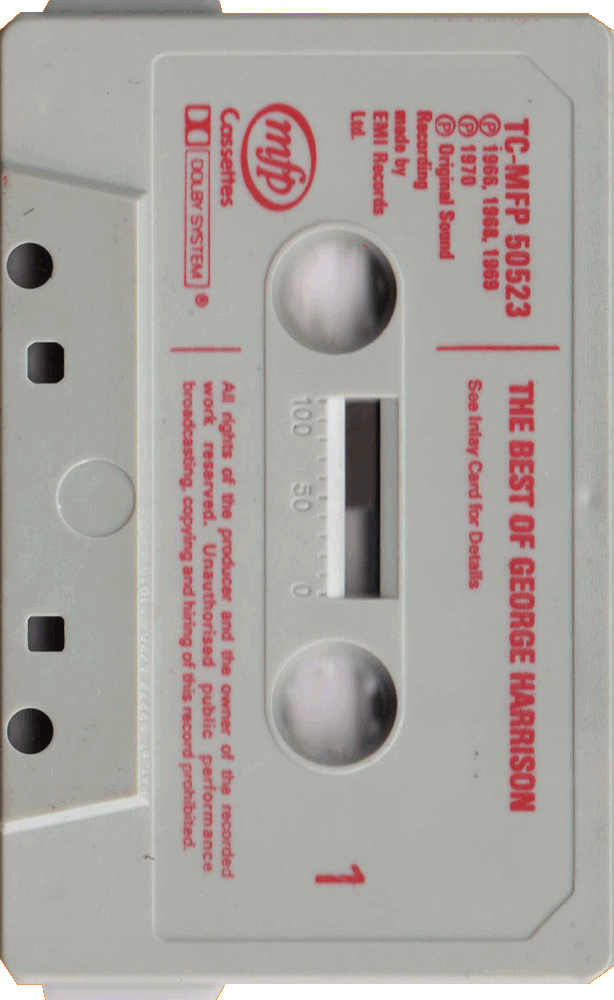 TC-MFP 50523
Ⓟ 1966, 1968, 1969
Ⓟ 1970
Ⓟ Original Sound
Recording
made by
EMI Records
Ltd.
mfp
Cassettes
DOLBY SYSTEM ®
THE BEST OF GEORGE HARRISON
See Inlay Card for Details
100 50 0
1
All rights of the producer and the owner of the recorded
work reserved. Unauthorised public performance
broadcasting, copying and hiring of this record prohibited.